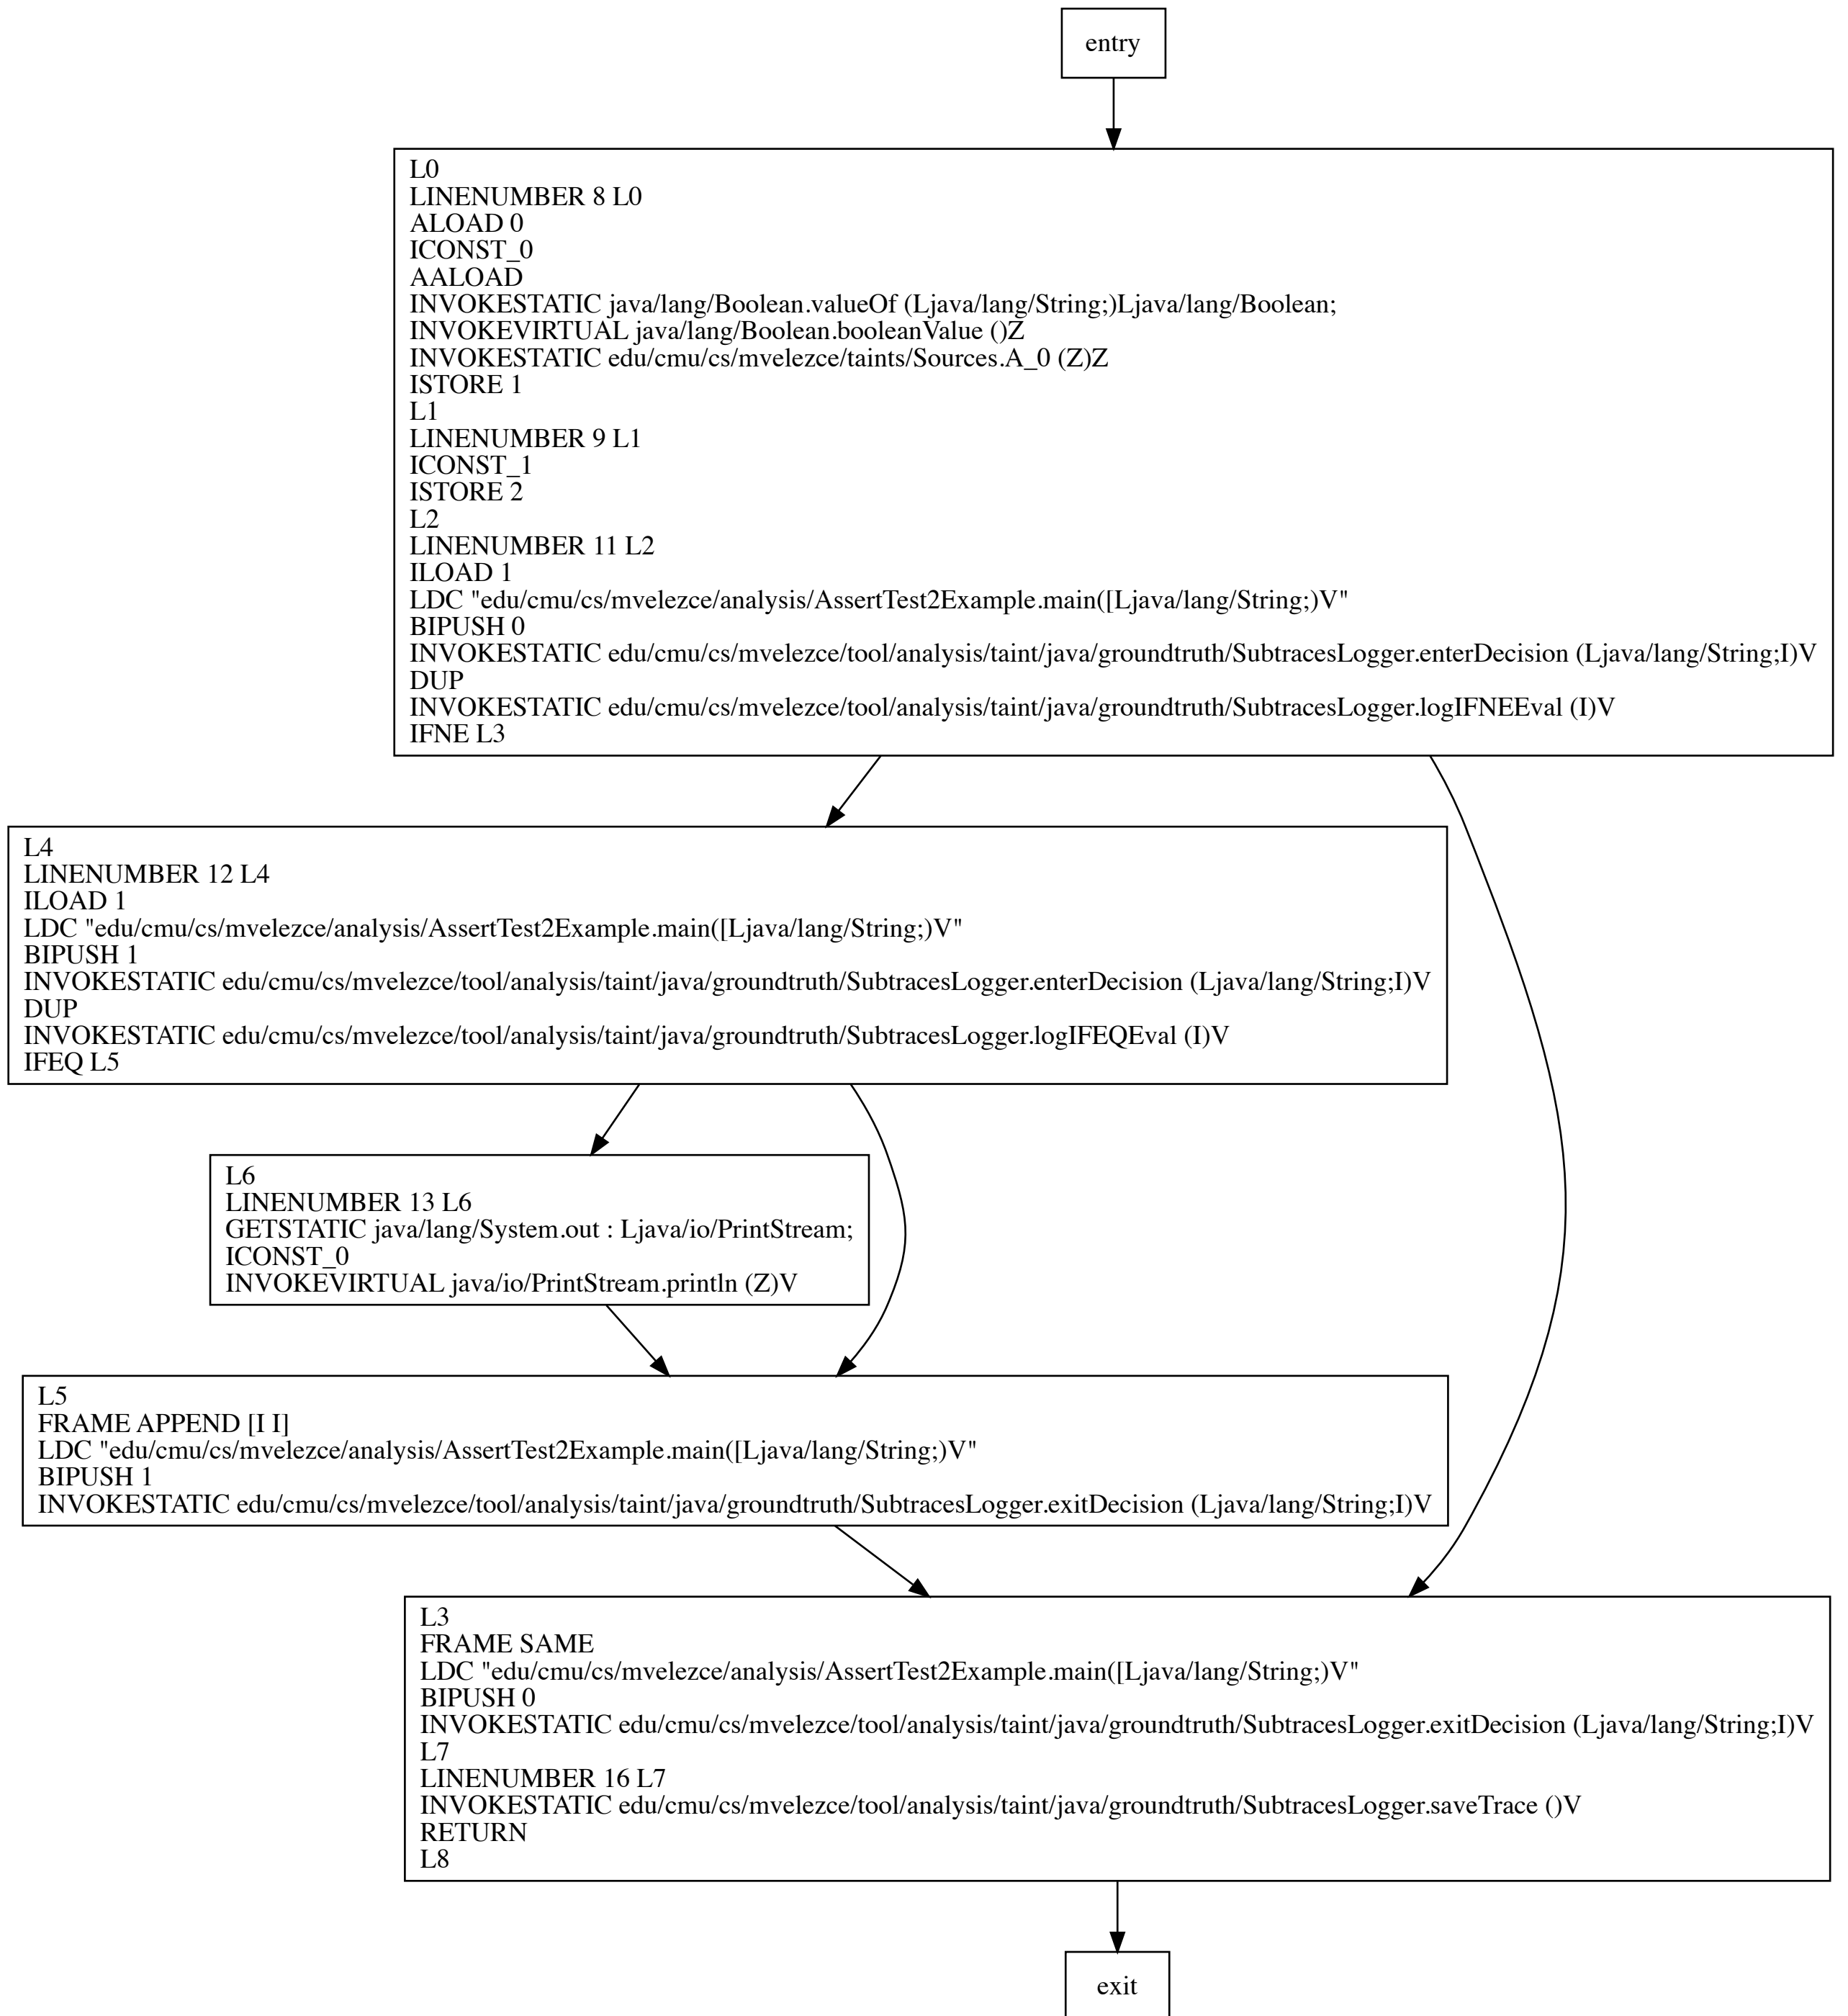 entry
L0
LINENUMBER 8 L0
ALOAD 0
ICONST_0
AALOAD
INVOKESTATIC java/lang/Boolean.valueOf (Ljava/lang/String;)Ljava/lang/Boolean;
INVOKEVIRTUAL java/lang/Boolean.booleanValue ()Z
INVOKESTATIC edu/cmu/cs/mvelezce/taints/Sources.A_0 (Z)Z
ISTORE 1
L1
LINENUMBER 9 L1
ICONST_1
ISTORE 2
L2
LINENUMBER 11 L2
ILOAD 1
LDC "edu/cmu/cs/mvelezce/analysis/AssertTest2Example.main([Ljava/lang/String;)V"
BIPUSH 0
INVOKESTATIC edu/cmu/cs/mvelezce/tool/analysis/taint/java/groundtruth/SubtracesLogger.enterDecision (Ljava/lang/String;I)V
DUP
INVOKESTATIC edu/cmu/cs/mvelezce/tool/analysis/taint/java/groundtruth/SubtracesLogger.logIFNEEval (I)V
IFNE L3
L4
LINENUMBER 12 L4
ILOAD 1
LDC "edu/cmu/cs/mvelezce/analysis/AssertTest2Example.main([Ljava/lang/String;)V"
BIPUSH 1
INVOKESTATIC edu/cmu/cs/mvelezce/tool/analysis/taint/java/groundtruth/SubtracesLogger.enterDecision (Ljava/lang/String;I)V
DUP
INVOKESTATIC edu/cmu/cs/mvelezce/tool/analysis/taint/java/groundtruth/SubtracesLogger.logIFEQEval (I)V
IFEQ L5
L6
LINENUMBER 13 L6
GETSTATIC java/lang/System.out : Ljava/io/PrintStream;
ICONST_0
INVOKEVIRTUAL java/io/PrintStream.println (Z)V
L5
FRAME APPEND [I I]
LDC "edu/cmu/cs/mvelezce/analysis/AssertTest2Example.main([Ljava/lang/String;)V"
BIPUSH 1
INVOKESTATIC edu/cmu/cs/mvelezce/tool/analysis/taint/java/groundtruth/SubtracesLogger.exitDecision (Ljava/lang/String;I)V
L3
FRAME SAME
LDC "edu/cmu/cs/mvelezce/analysis/AssertTest2Example.main([Ljava/lang/String;)V"
BIPUSH 0
INVOKESTATIC edu/cmu/cs/mvelezce/tool/analysis/taint/java/groundtruth/SubtracesLogger.exitDecision (Ljava/lang/String;I)V
L7
LINENUMBER 16 L7
INVOKESTATIC edu/cmu/cs/mvelezce/tool/analysis/taint/java/groundtruth/SubtracesLogger.saveTrace ()V
RETURN
L8
exit